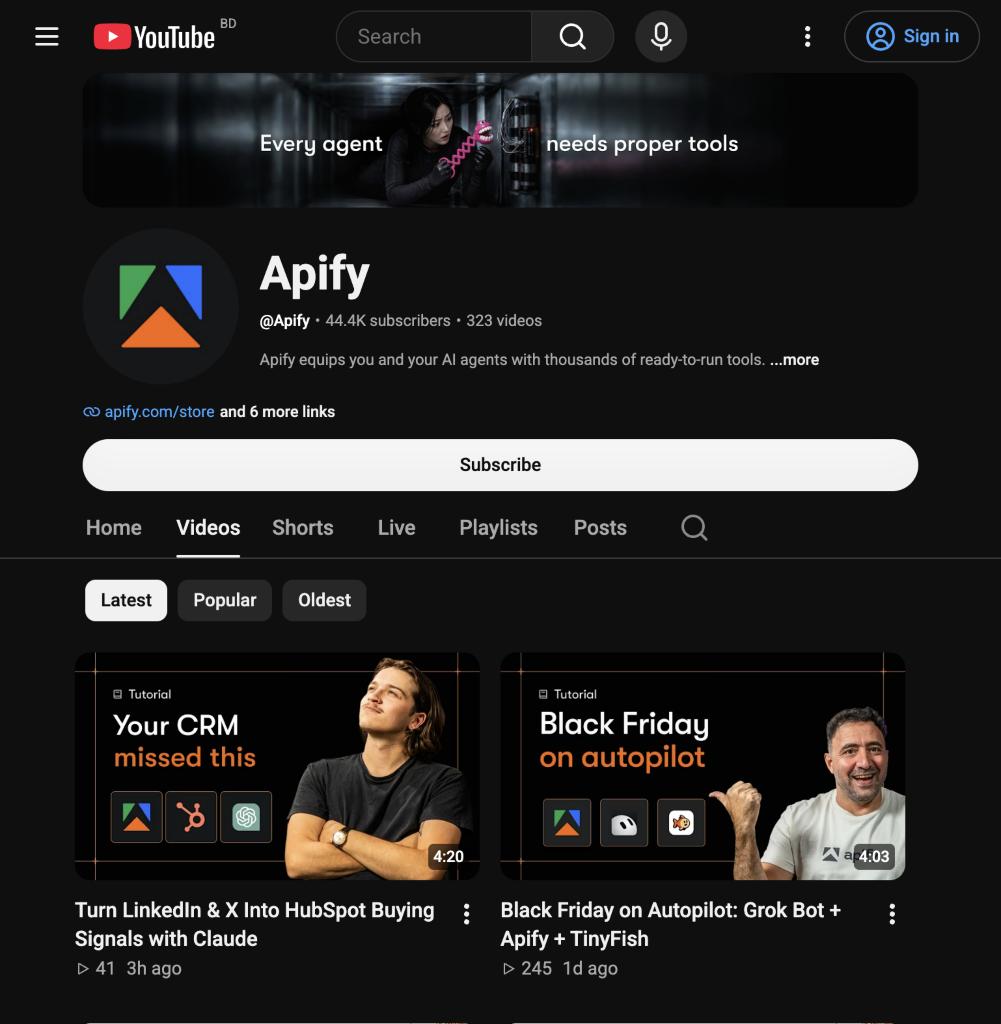 YouTube BD
Search
Sign in
Every agent needs proper tools
Apify
@Apify • 44.4K subscribers • 323 videos
Apify equips you and your AI agents with thousands of ready-to-run tools. ...more
apify.com/store and 6 more links
Subscribe
Home Videos Shorts Live Playlists Posts
Latest Popular Oldest
Tutorial
Your CRM
missed this
4:20
Tutorial
Black Friday
on autopilot
4:03
Turn LinkedIn & X Into HubSpot Buying
Signals with Claude
41 3h ago
Black Friday on Autopilot: Grok Bot +
Apify + TinyFish
245 1d ago